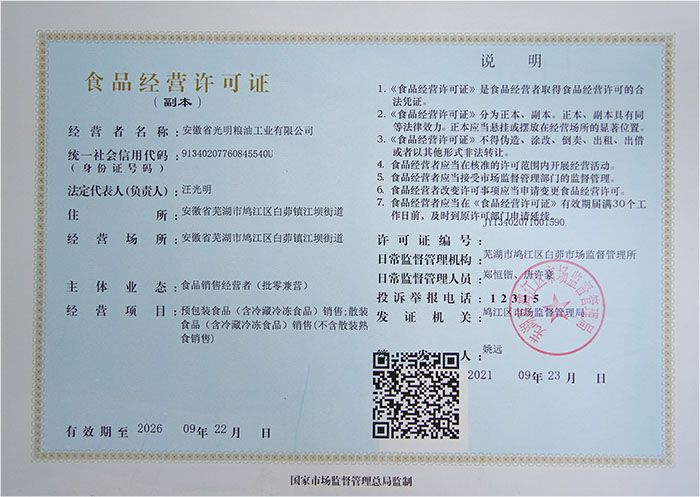 食品经营许可证
（副本）
经营者名称：安徽省光明粮油工业有限公司
统一社会信用代码：91340207760845540U
（身份证号码）
法定代表人(负责人)：汪光明
住所：安徽省芜湖市鸠江区白茆镇江坝街道
经营场所：安徽省芜湖市鸠江区白茆镇江坝街道
主体业态：食品销售经营者（批零兼营）
经营项目：预包装食品（含冷藏冷冻食品）销售;散装
食品（含冷藏冷冻食品）销售(不含散装熟
食销售)
有效期至 2026 09年 22月 日
说明
1. 《食品经营许可证》是食品经营者取得食品经营许可的合
法凭证。
2. 《食品经营许可证》分为正本、副本。正本、副本具有同
等法律效力。正本应当悬挂或摆放在经营场所的显著位置。
3. 《食品经营许可证》不得伪造、涂改、倒卖、出租、出借
或者以其他形式非法转让。
4. 食品经营者应当在核准的许可范围内开展经营活动。
5. 食品经营者应当接受市场监督管理部门的监督管理。
6. 食品经营者改变许可事项应当申请变更食品经营许可。
7. 食品经营者应当在《食品经营许可证》有效期届满30个工
作日前，及时到原许可部门申请延续。
许可证编号：JY13402071001590
日常监督管理机构：芜湖市鸠江区白茆市场监督管理所
日常监督管理人员：郑恒锴、唐许豪
投诉举报电话：12315
发证机关：鸠江区市场监督管理局
人：姚远
2021 09年 23月 日
国家市场监督管理总局监制